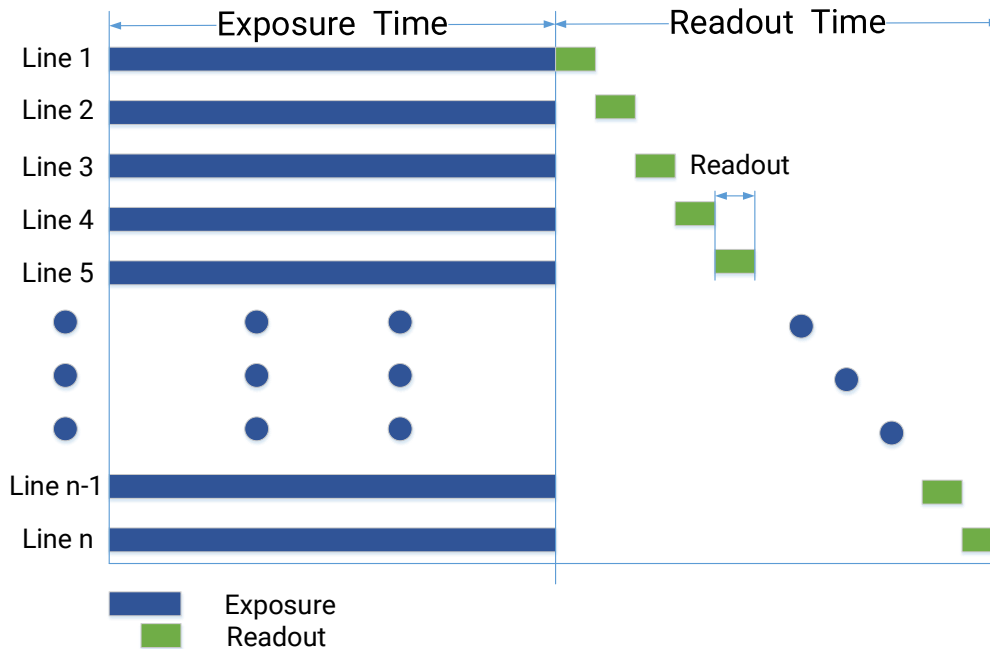 Exposure Time
Readout Time
Line 1
Line 2
Line 3
Readout
Line 4
Line 5
Line n-1
Line n
Exposure
Readout